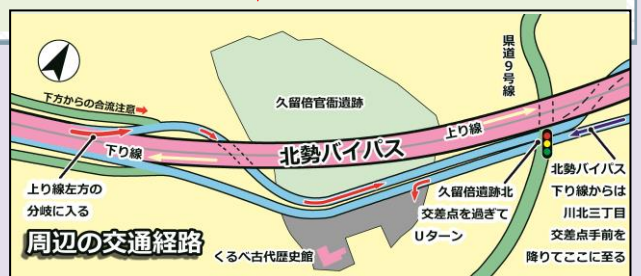 県道９号線
下方からの合流注意
久留倍官衙遺跡
上り線
下り線
北勢バイパス
上り線左方の
分岐に入る
久留倍遺跡北
交差点を過ぎて
Uターン
北勢バイパス
下り線からは
川北三丁目
交差点手前を
降りてここに至る
周辺の交通経路
くるべ古代歴史館